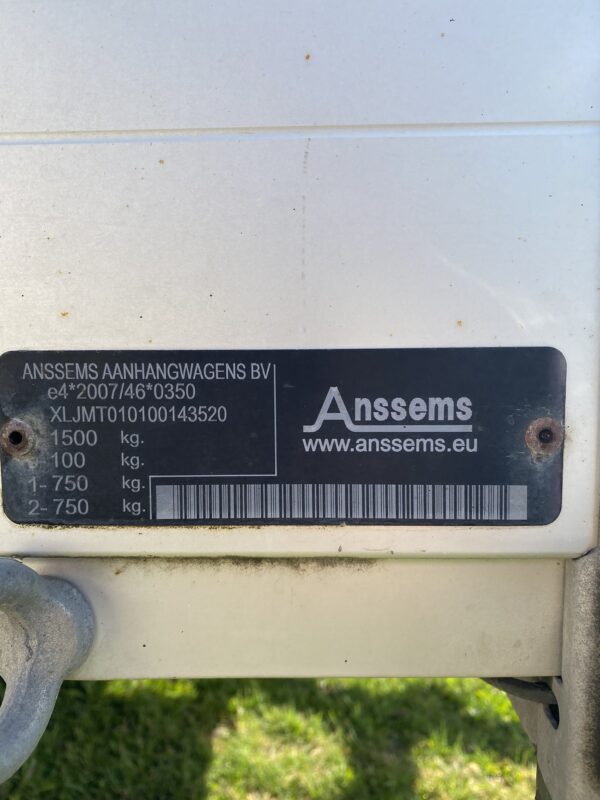 ANSSEMS AANHANGWAGENS BV
e4*2007/46*0350
XLJMT010100143520
1500 kg.
100 kg.
1- 750 kg.
2- 750 kg.
Anssems
www.anssems.eu